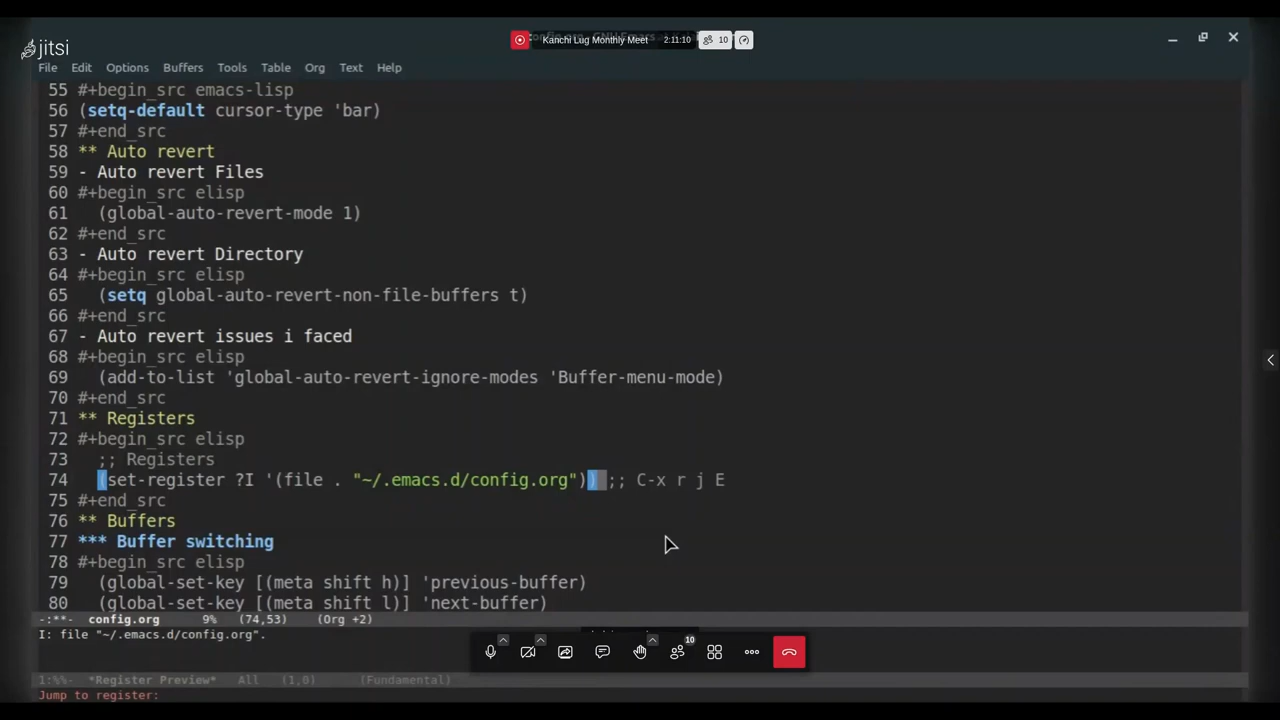 jitsi
Kanchi Lug Monthly Meet 2:11:10 10
File Edit Options Buffers Tools Table Org Text Help
55 #+begin_src emacs-lisp
56 (setq-default cursor-type 'bar)
57 #+end_src
58 ** Auto revert
59 - Auto revert Files
60 #+begin_src elisp
61 (global-auto-revert-mode 1)
62 #+end_src
63 - Auto revert Directory
64 #+begin_src elisp
65 (setq global-auto-revert-non-file-buffers t)
66 #+end_src
67 - Auto revert issues i faced
68 #+begin_src elisp
69 (add-to-list 'global-auto-revert-ignore-modes 'Buffer-menu-mode)
70 #+end_src
71 ** Registers
72 #+begin_src elisp
73 ;; Registers
74 (set-register ?I '(file . "~/.emacs.d/config.org")) ;; C-x r j E
75 #+end_src
76 ** Buffers
77 *** Buffer switching
78 #+begin_src elisp
79 (global-set-key [(meta shift h)] 'previous-buffer)
80 (global-set-key [(meta shift l)] 'next-buffer)
-:**- config.org 9% (74,53) (Org +2)
I: file "~/.emacs.d/config.org".
10
1:%%- *Register Preview* All (1,0) (Fundamental)
Jump to register: